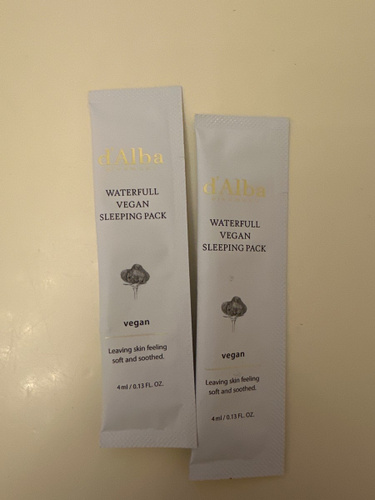 d'Alba
WATERFULL
VEGAN
SLEEPING PACK
vegan
Leaving skin feeling
soft and soothed.
4 ml / 0.13 FL. OZ.
d'Alba
WATERFULL
VEGAN
SLEEPING PACK
vegan
Leaving skin feeling
soft and soothed.
4 ml / 0.13 FL. OZ.